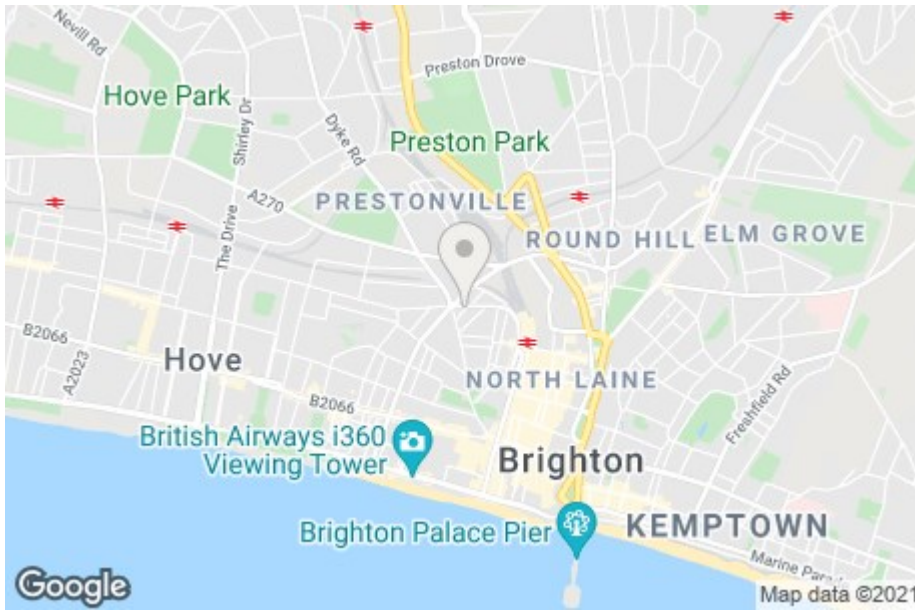 Nevill Rd
Preston Drove
Hove Park
Shirley Dr
Dyke Rd
Preston Park
A270
PRESTONVILLE
The Drive
ROUND HILL
ELM GROVE
B2066
A2023
Hove
NORTH LAINE
Freshfield Rd
B2066
British Airways i360
Viewing Tower
Brighton
Brighton Palace Pier
KEMPTOWN
Marine Parad
Google
Map data ©2021